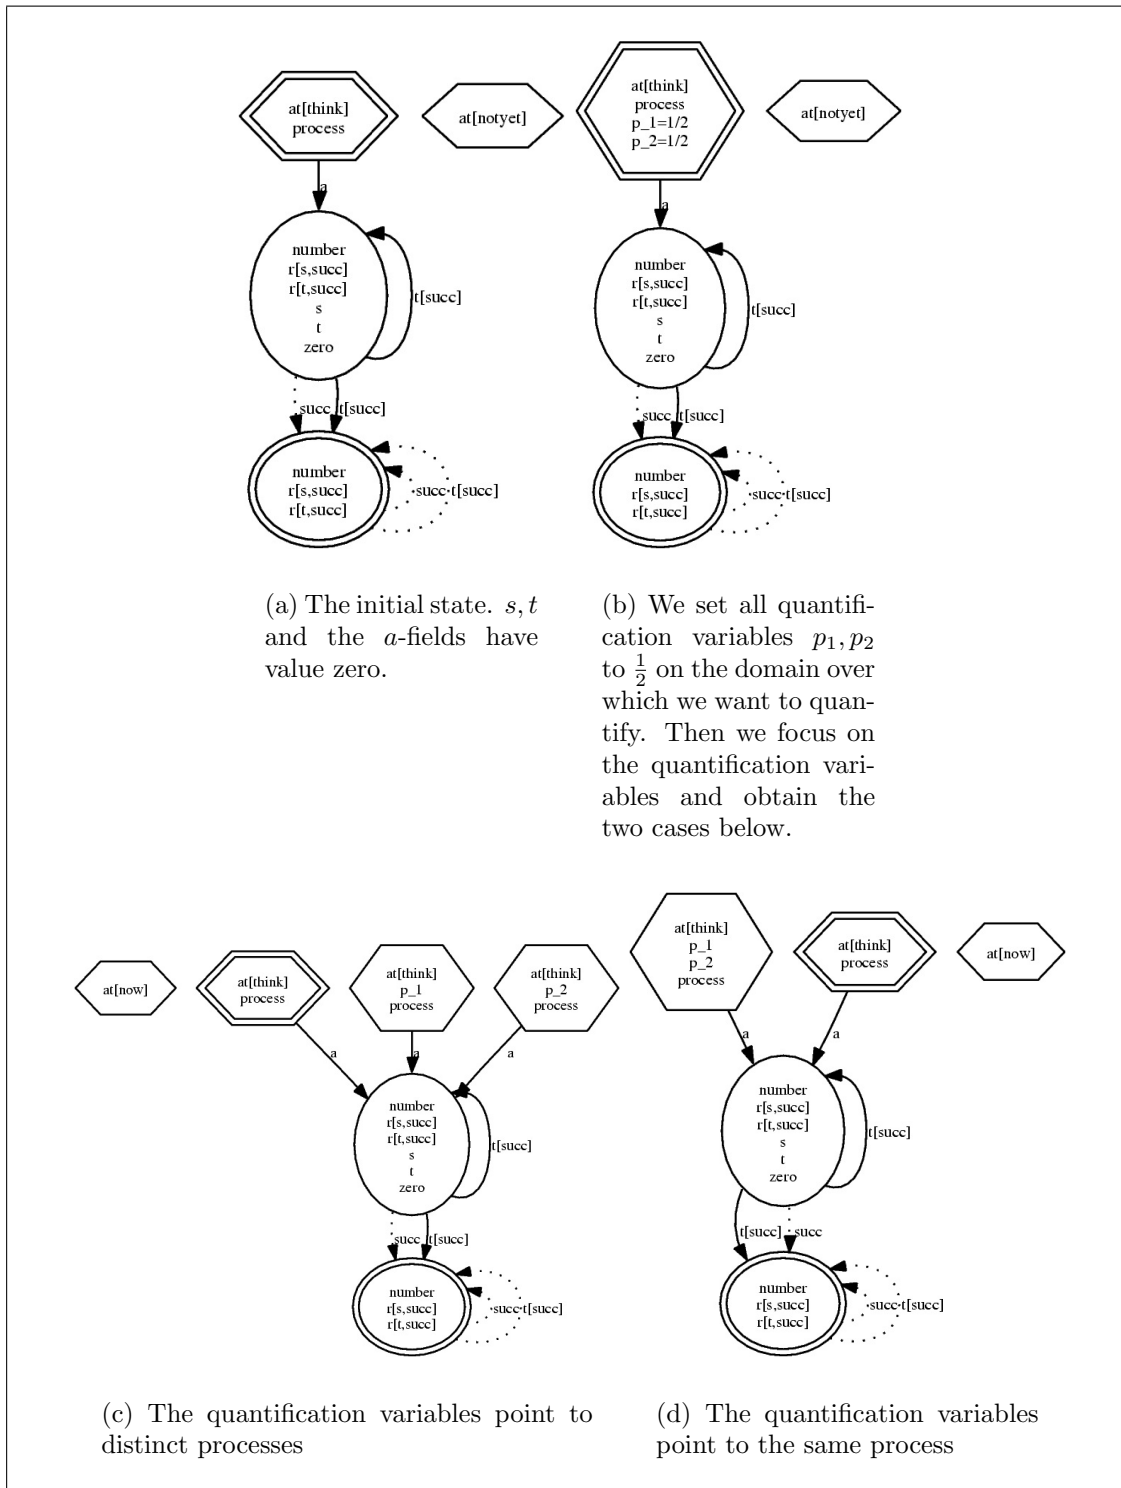 at[think]
process
at[notyet]
at[think]
process
p_1=1/2
p_2=1/2
at[notyet]
a
a
number
r[s,succ]
r[t,succ]
s
t
zero
t[succ]
number
r[s,succ]
r[t,succ]
s
t
zero
t[succ]
succ
t[succ]
succ
t[succ]
number
r[s,succ]
r[t,succ]
succ
t[succ]
number
r[s,succ]
r[t,succ]
succ
t[succ]
(a) The initial state. s, t
and the a-fields have
value zero.
(b) We set all quantifi-
cation variables p₁, p₂
to ½ on the domain over
which we want to quan-
tify. Then we focus on
the quantification vari-
ables and obtain the
two cases below.
at[now]
at[think]
process
at[think]
p_1
process
at[think]
p_2
process
a
a
a
number
r[s,succ]
r[t,succ]
s
t
zero
t[succ]
succ
t[succ]
number
r[s,succ]
r[t,succ]
succ
t[succ]
at[think]
p_1
p_2
process
at[think]
process
at[now]
a
a
number
r[s,succ]
r[t,succ]
s
t
zero
t[succ]
t[succ]
succ
number
r[s,succ]
r[t,succ]
succ
t[succ]
(c) The quantification variables point to
distinct processes
(d) The quantification variables
point to the same process